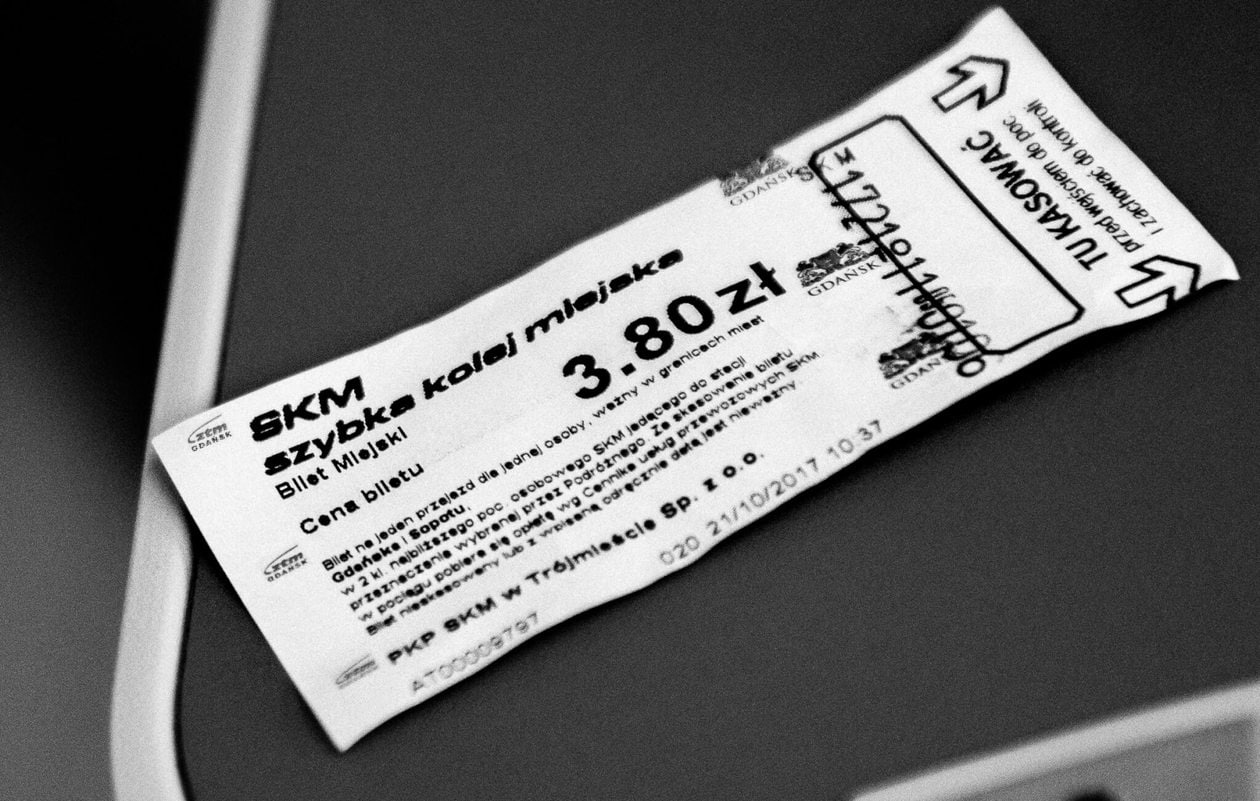 ztm
GDAŃSK
SKM
szybka kolej miejska
Bilet Miejski
Cena biletu
3.80 zł
Bilet na jeden przejazd dla jednej osoby, ważny w granicach miast
Gdańska i Sopotu,
w 2 kl. najbliższego poc. osobowego SKM jadącego do stacji
przeznaczenia wybranej przez Podróżnego. Za skasowanie biletu
w pociągu pobiera się opłatę wg Cennika usług przewozowych SKM
Bilet nieskasowany lub z wpisaną odręcznie datą jest nieważny.
PKP SKM w Trójmieście Sp. z o.o.
AT00009797
020 21/10/2017 10:37
ztm
GDAŃSK
ztm
GDAŃSK
GDAŃSK
GDAŃSK
SKM
TU KASOWAĆ
przed wejściem do poc.
i zachować do kontroli